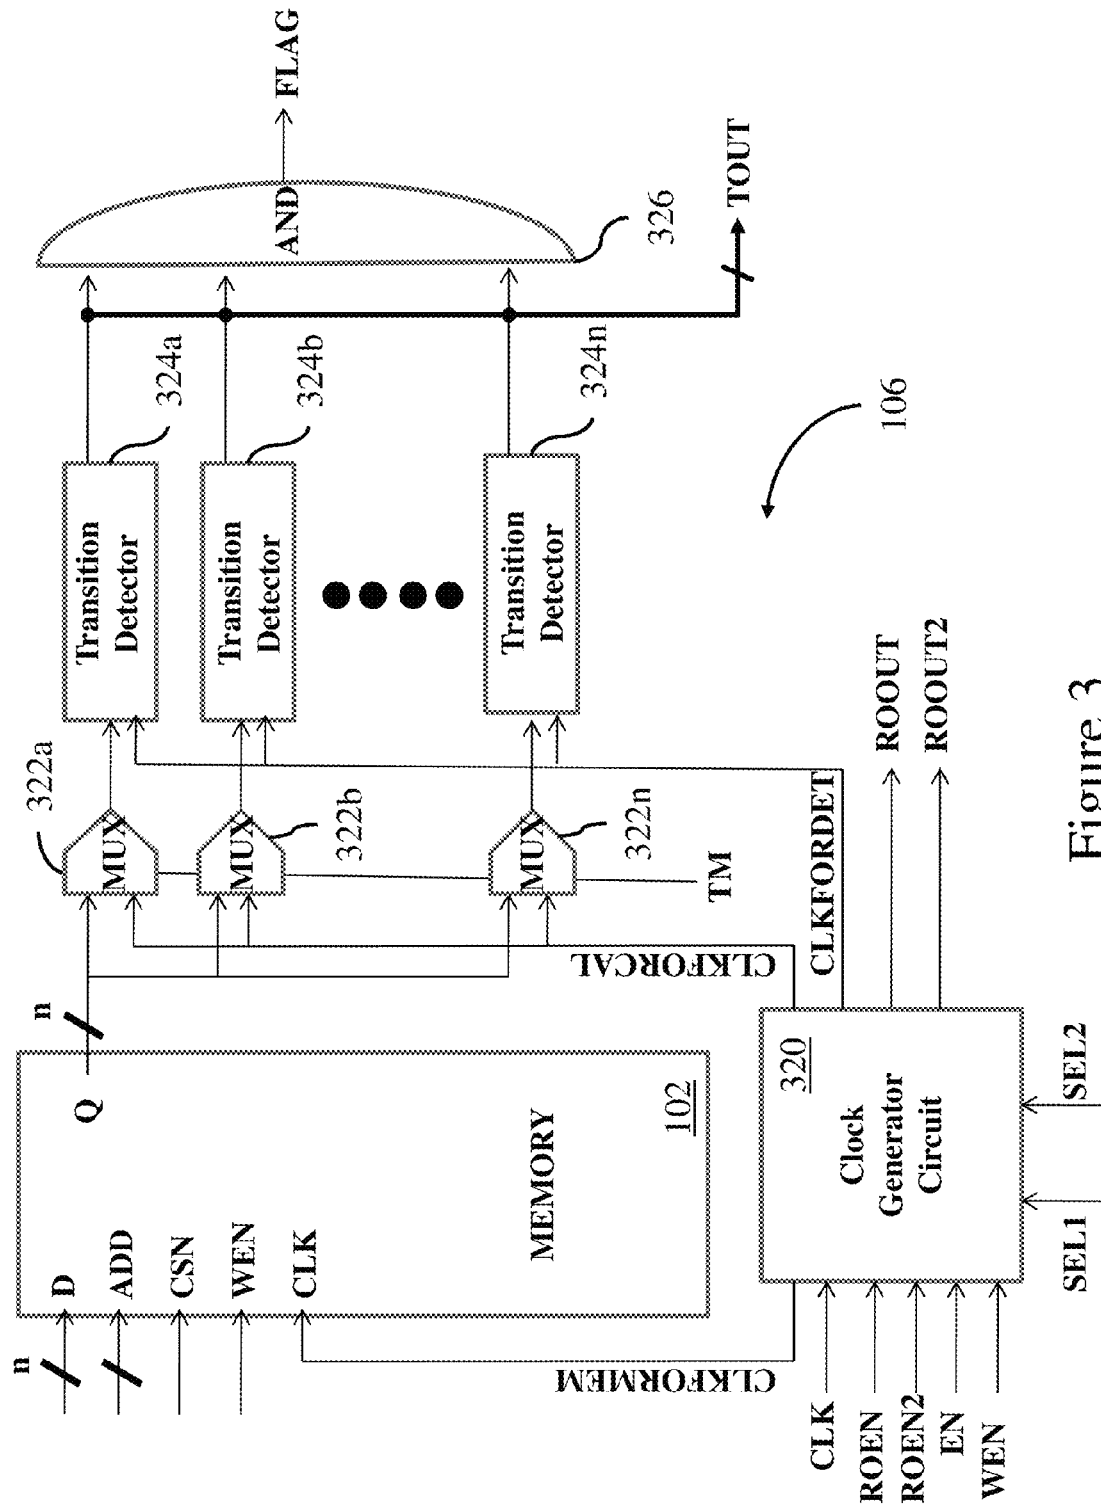 n
D
ADD
CSN
WEN
CLK
Q
n
MEMORY
102
CLKFORMEM
CLKFORCAL
CLKFORDET
322a
MUX
322b
MUX
322n
MUX
TM
Transition
Detector
324a
Transition
Detector
324b
Transition
Detector
324n
AND
326
FLAG
TOUT
106
CLK
ROEN
ROEN2
EN
WEN
320
Clock
Generator
Circuit
SEL1
SEL2
ROOUT
ROOUT2
Figure 3